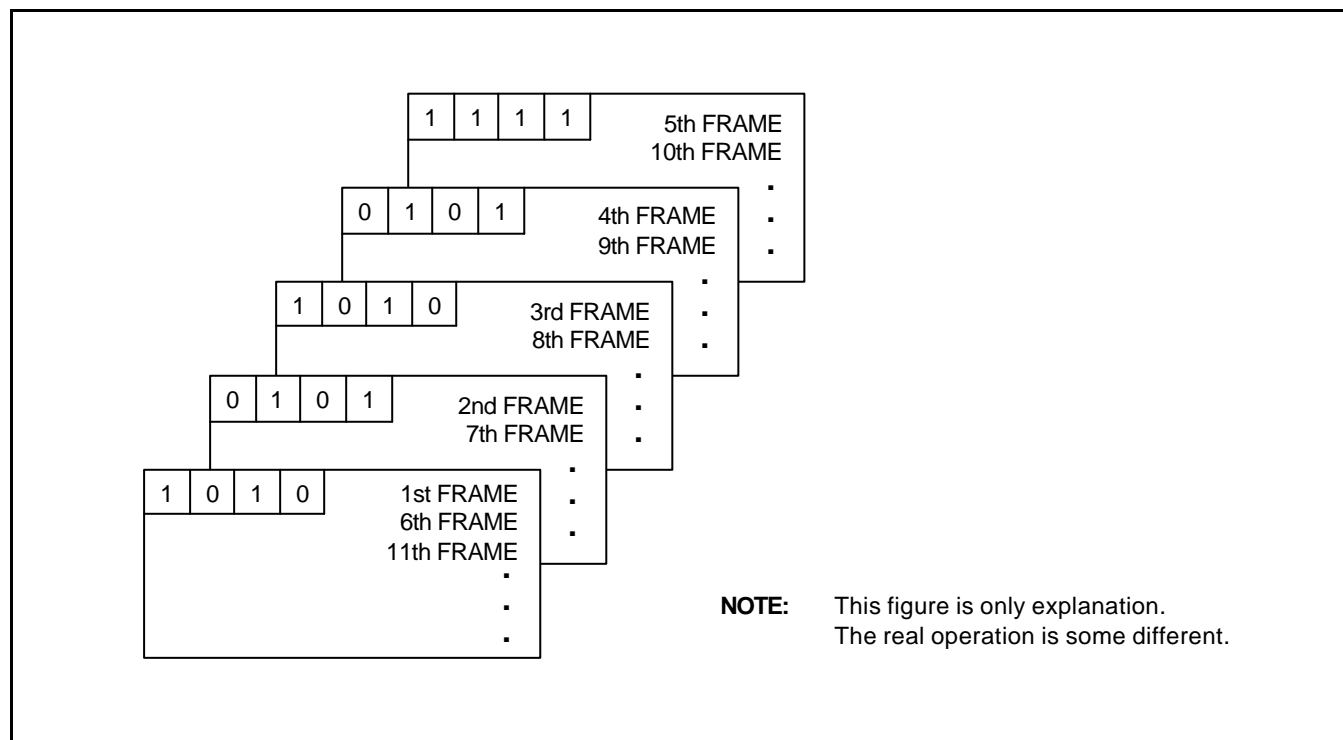 1 1 1 1
5th FRAME
10th FRAME
.
.
.
0 1 0 1
4th FRAME
9th FRAME
.
.
.
1 0 1 0
3rd FRAME
8th FRAME
.
.
.
0 1 0 1
2nd FRAME
7th FRAME
.
.
.
1 0 1 0
1st FRAME
6th FRAME
11th FRAME
.
.
.
NOTE: This figure is only explanation.
The real operation is some different.